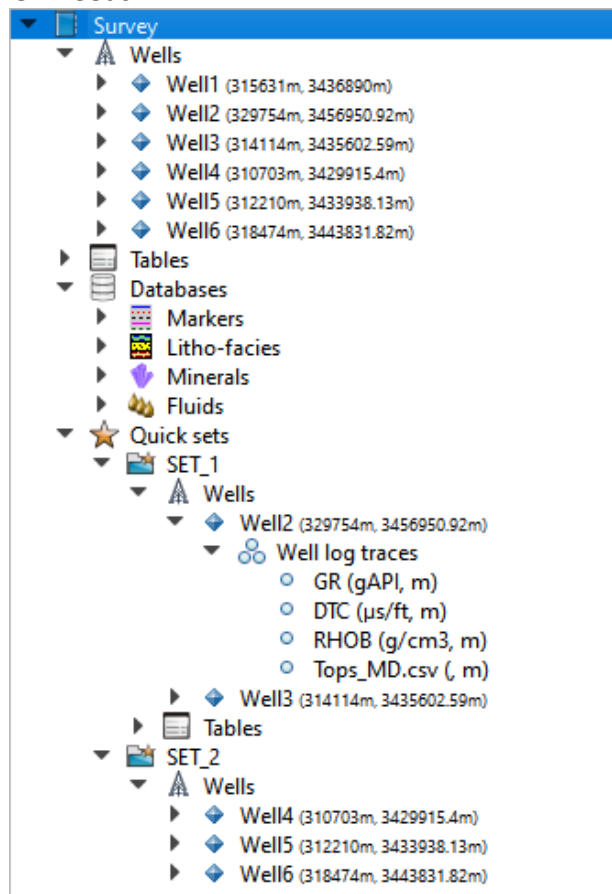 Survey
Wells
Well1 (315631m, 3436890m)
Well2 (329754m, 3456950.92m)
Well3 (314114m, 3435602.59m)
Well4 (310703m, 3429915.4m)
Well5 (312210m, 3433938.13m)
Well6 (318474m, 3443831.82m)
Tables
Databases
Markers
Litho-facies
Minerals
Fluids
Quick sets
SET_1
Wells
Well2 (329754m, 3456950.92m)
Well log traces
GR (gAPI, m)
DTC (µs/ft, m)
RHOB (g/cm3, m)
Tops_MD.csv (, m)
Well3 (314114m, 3435602.59m)
Tables
SET_2
Wells
Well4 (310703m, 3429915.4m)
Well5 (312210m, 3433938.13m)
Well6 (318474m, 3443831.82m)